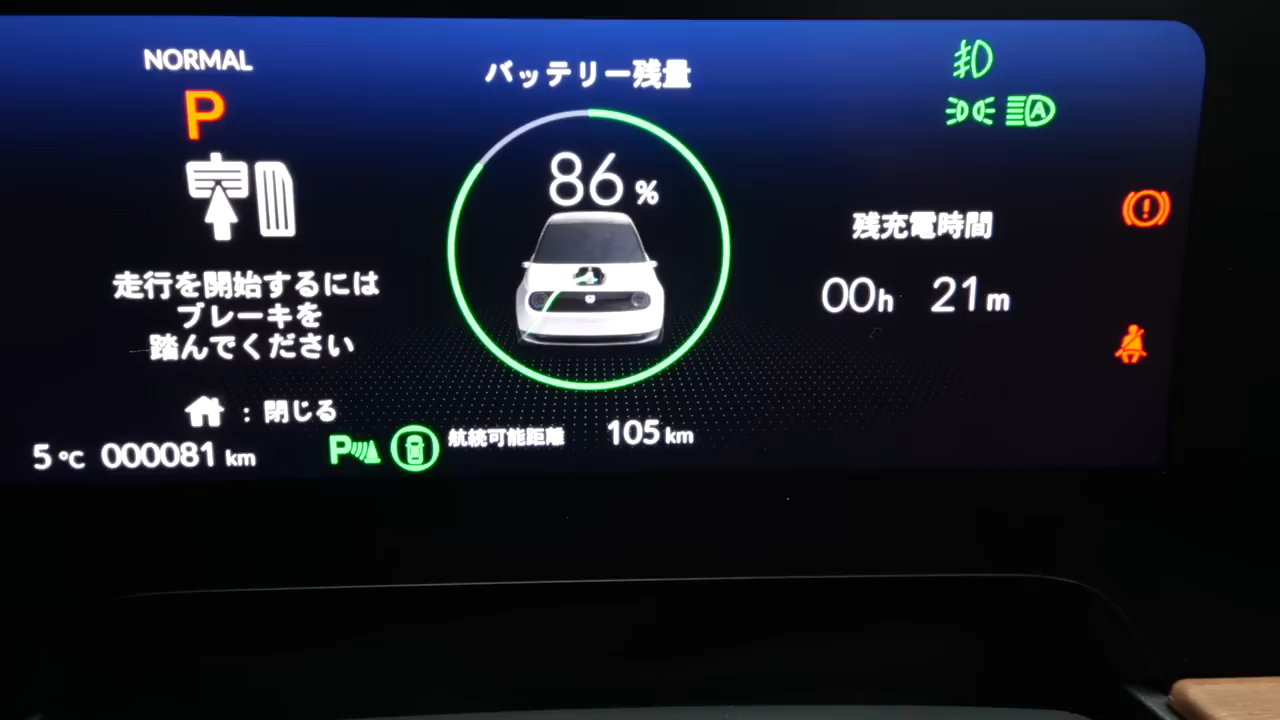 NORMAL
P
走行を開始するには
ブレーキを
踏んでください
：閉じる
5℃ 000081 km
バッテリー残量
86%
P
航続可能距離 105km
A
残充電時間
00h 21m